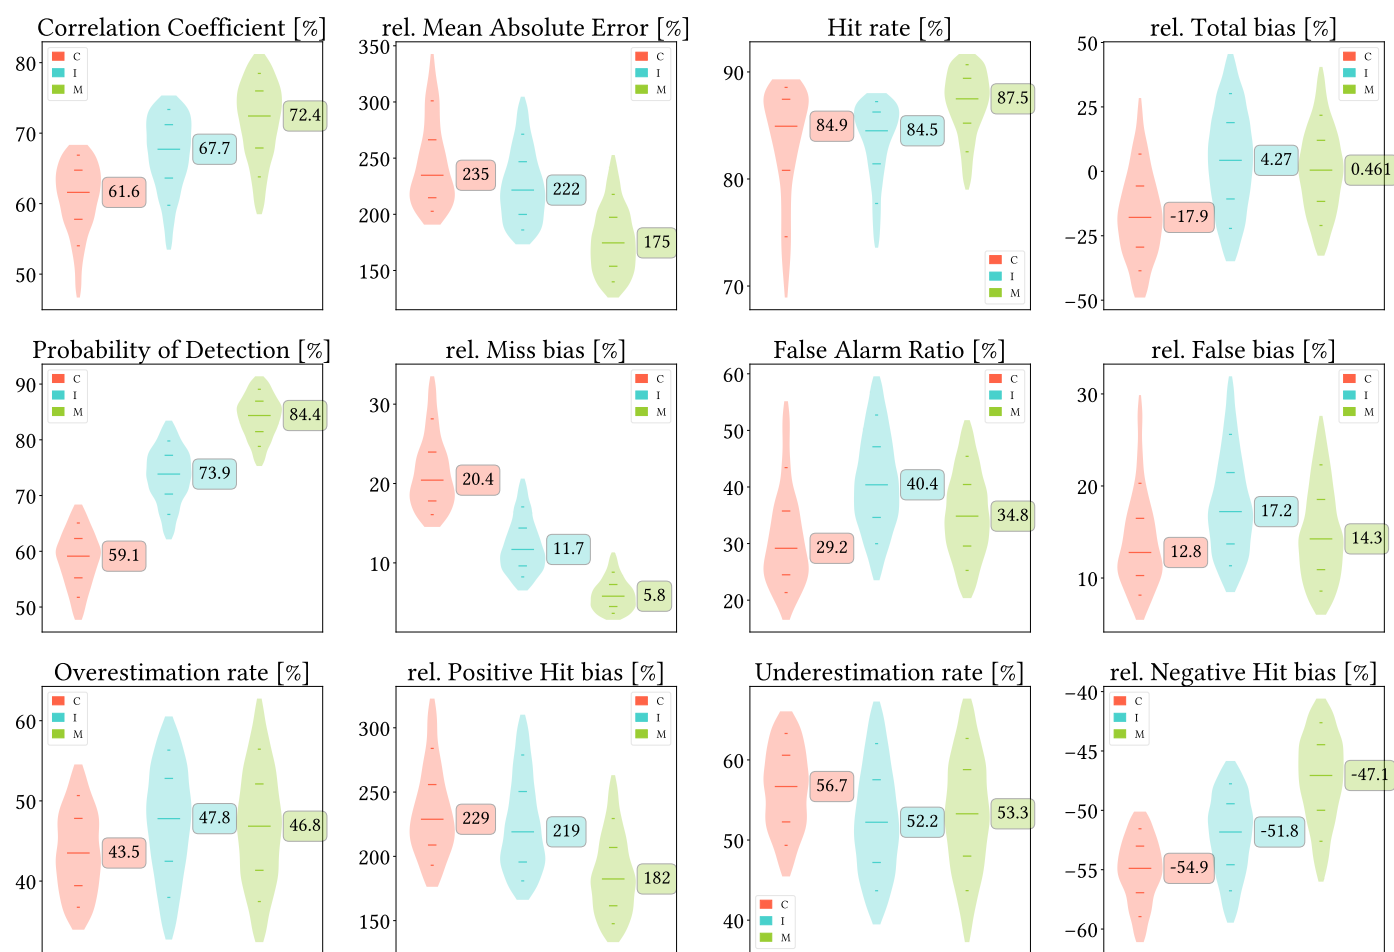 Correlation Coefficient [%]
80
70
60
50
C
I
M
61.6
67.7
72.4
rel. Mean Absolute Error [%]
350
300
250
200
150
C
I
M
235
222
175
Hit rate [%]
90
80
70
C
I
M
84.9
84.5
87.5
rel. Total bias [%]
50
25
0
−25
−50
C
I
M
-17.9
4.27
0.461
Probability of Detection [%]
90
80
70
60
50
C
I
M
59.1
73.9
84.4
rel. Miss bias [%]
30
20
10
C
I
M
20.4
11.7
5.8
False Alarm Ratio [%]
60
50
40
30
20
C
I
M
29.2
40.4
34.8
rel. False bias [%]
30
20
10
C
I
M
12.8
17.2
14.3
Overestimation rate [%]
60
50
40
C
I
M
43.5
47.8
46.8
rel. Positive Hit bias [%]
300
250
200
150
C
I
M
229
219
182
Underestimation rate [%]
60
50
40
C
I
M
56.7
52.2
53.3
rel. Negative Hit bias [%]
−40
−45
−50
−55
−60
C
I
M
-54.9
-51.8
-47.1